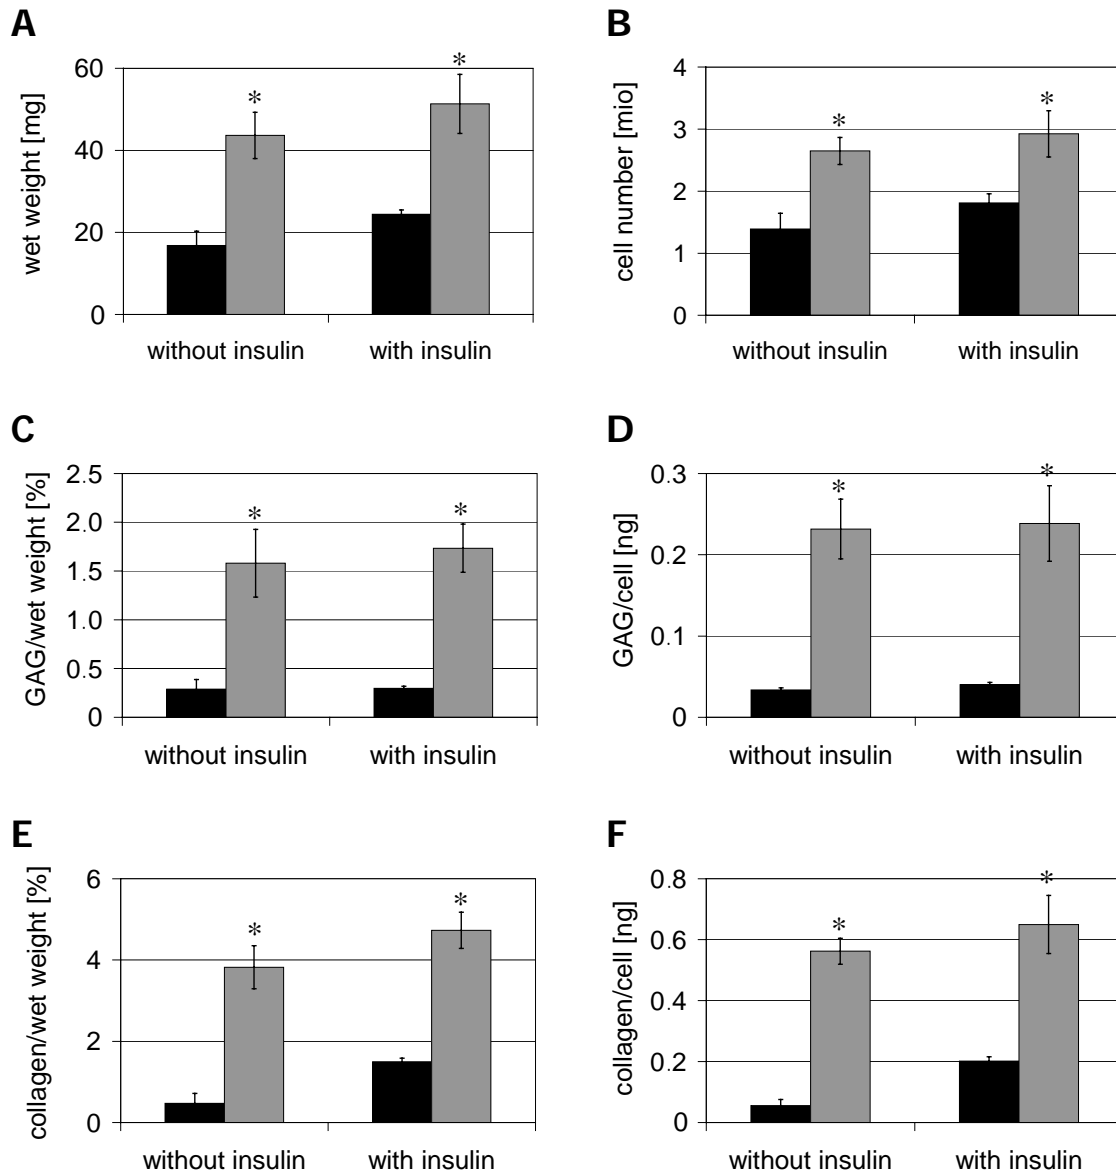 A
wet weight [mg]
60
40
20
0
*
*
without insulin
with insulin
B
cell number [mio]
4
3
2
1
0
*
*
without insulin
with insulin
C
GAG/wet weight [%]
2.5
2.0
1.5
1.0
0.5
0
*
*
without insulin
with insulin
D
GAG/cell [ng]
0.3
0.2
0.1
0
*
*
without insulin
with insulin
E
collagen/wet weight [%]
6
4
2
0
*
*
without insulin
with insulin
F
collagen/cell [ng]
0.8
0.6
0.4
0.2
0
*
*
without insulin
with insulin